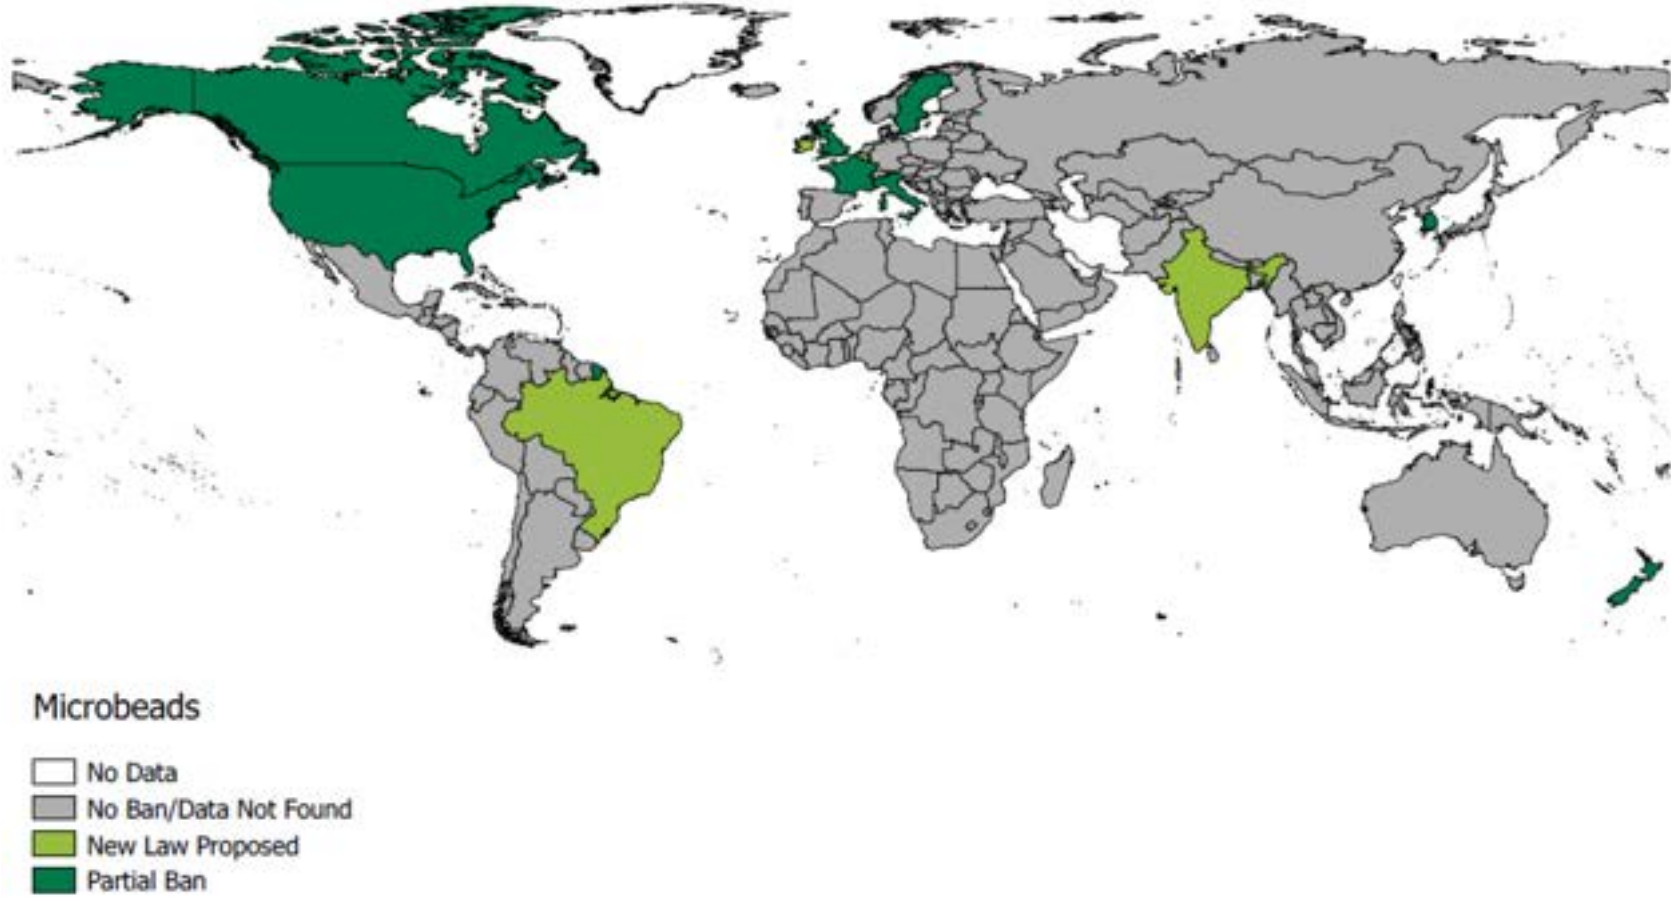 Microbeads
No Data
No Ban/Data Not Found
New Law Proposed
Partial Ban